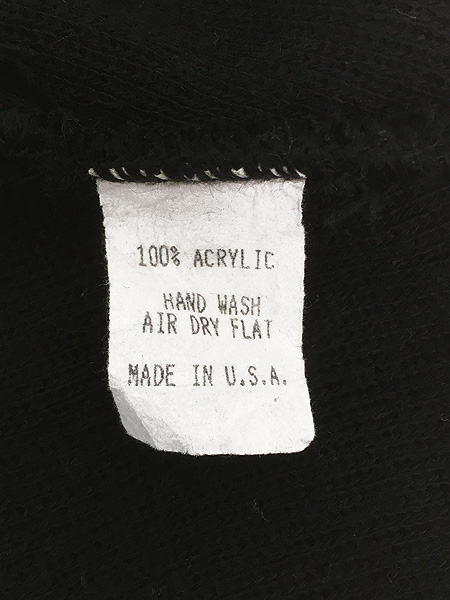 100% ACRYLIC
HAND WASH
AIR DRY FLAT
MADE IN U.S.A.